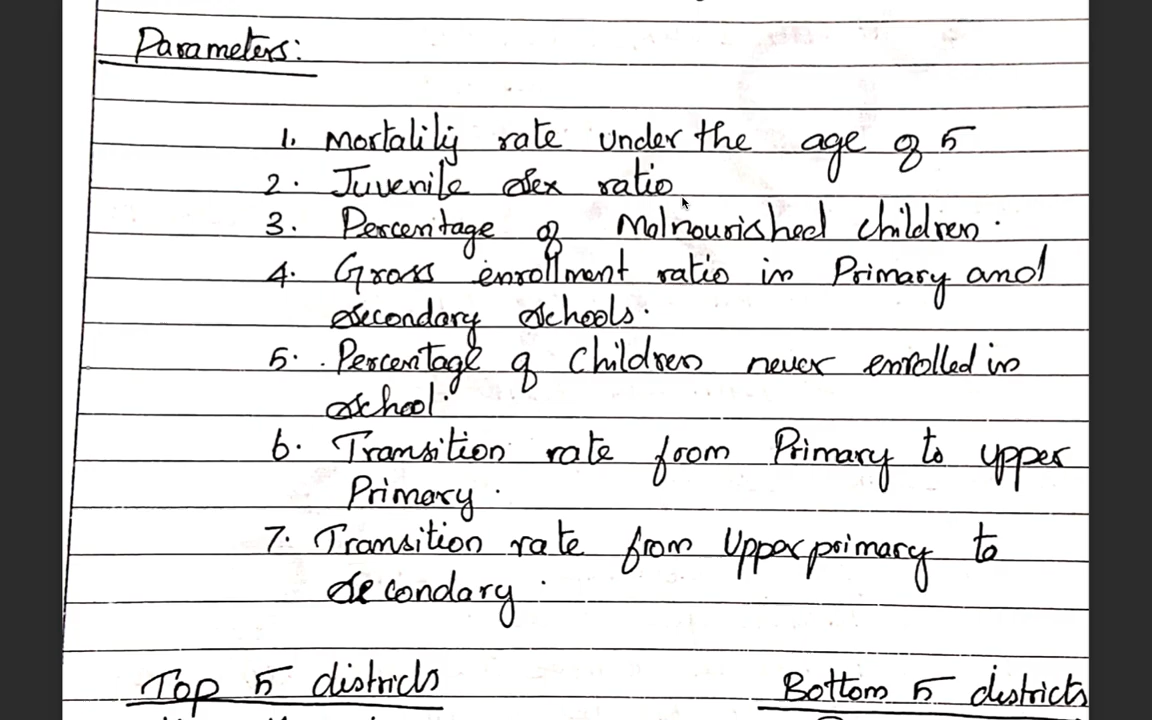 Parameters:
1. Mortality rate under the age of 5
2. Juvenile Sex ratio
3. Percentage of Malnourished children.
4. Gross enrollment ratio in Primary and
secondary schools.
5. Percentage of Children never enrolled in
school.
6. Transition rate from Primary to upper
Primary.
7. Transition rate from Upper primary to
secondary.
Top 5 districts Bottom 5 districts